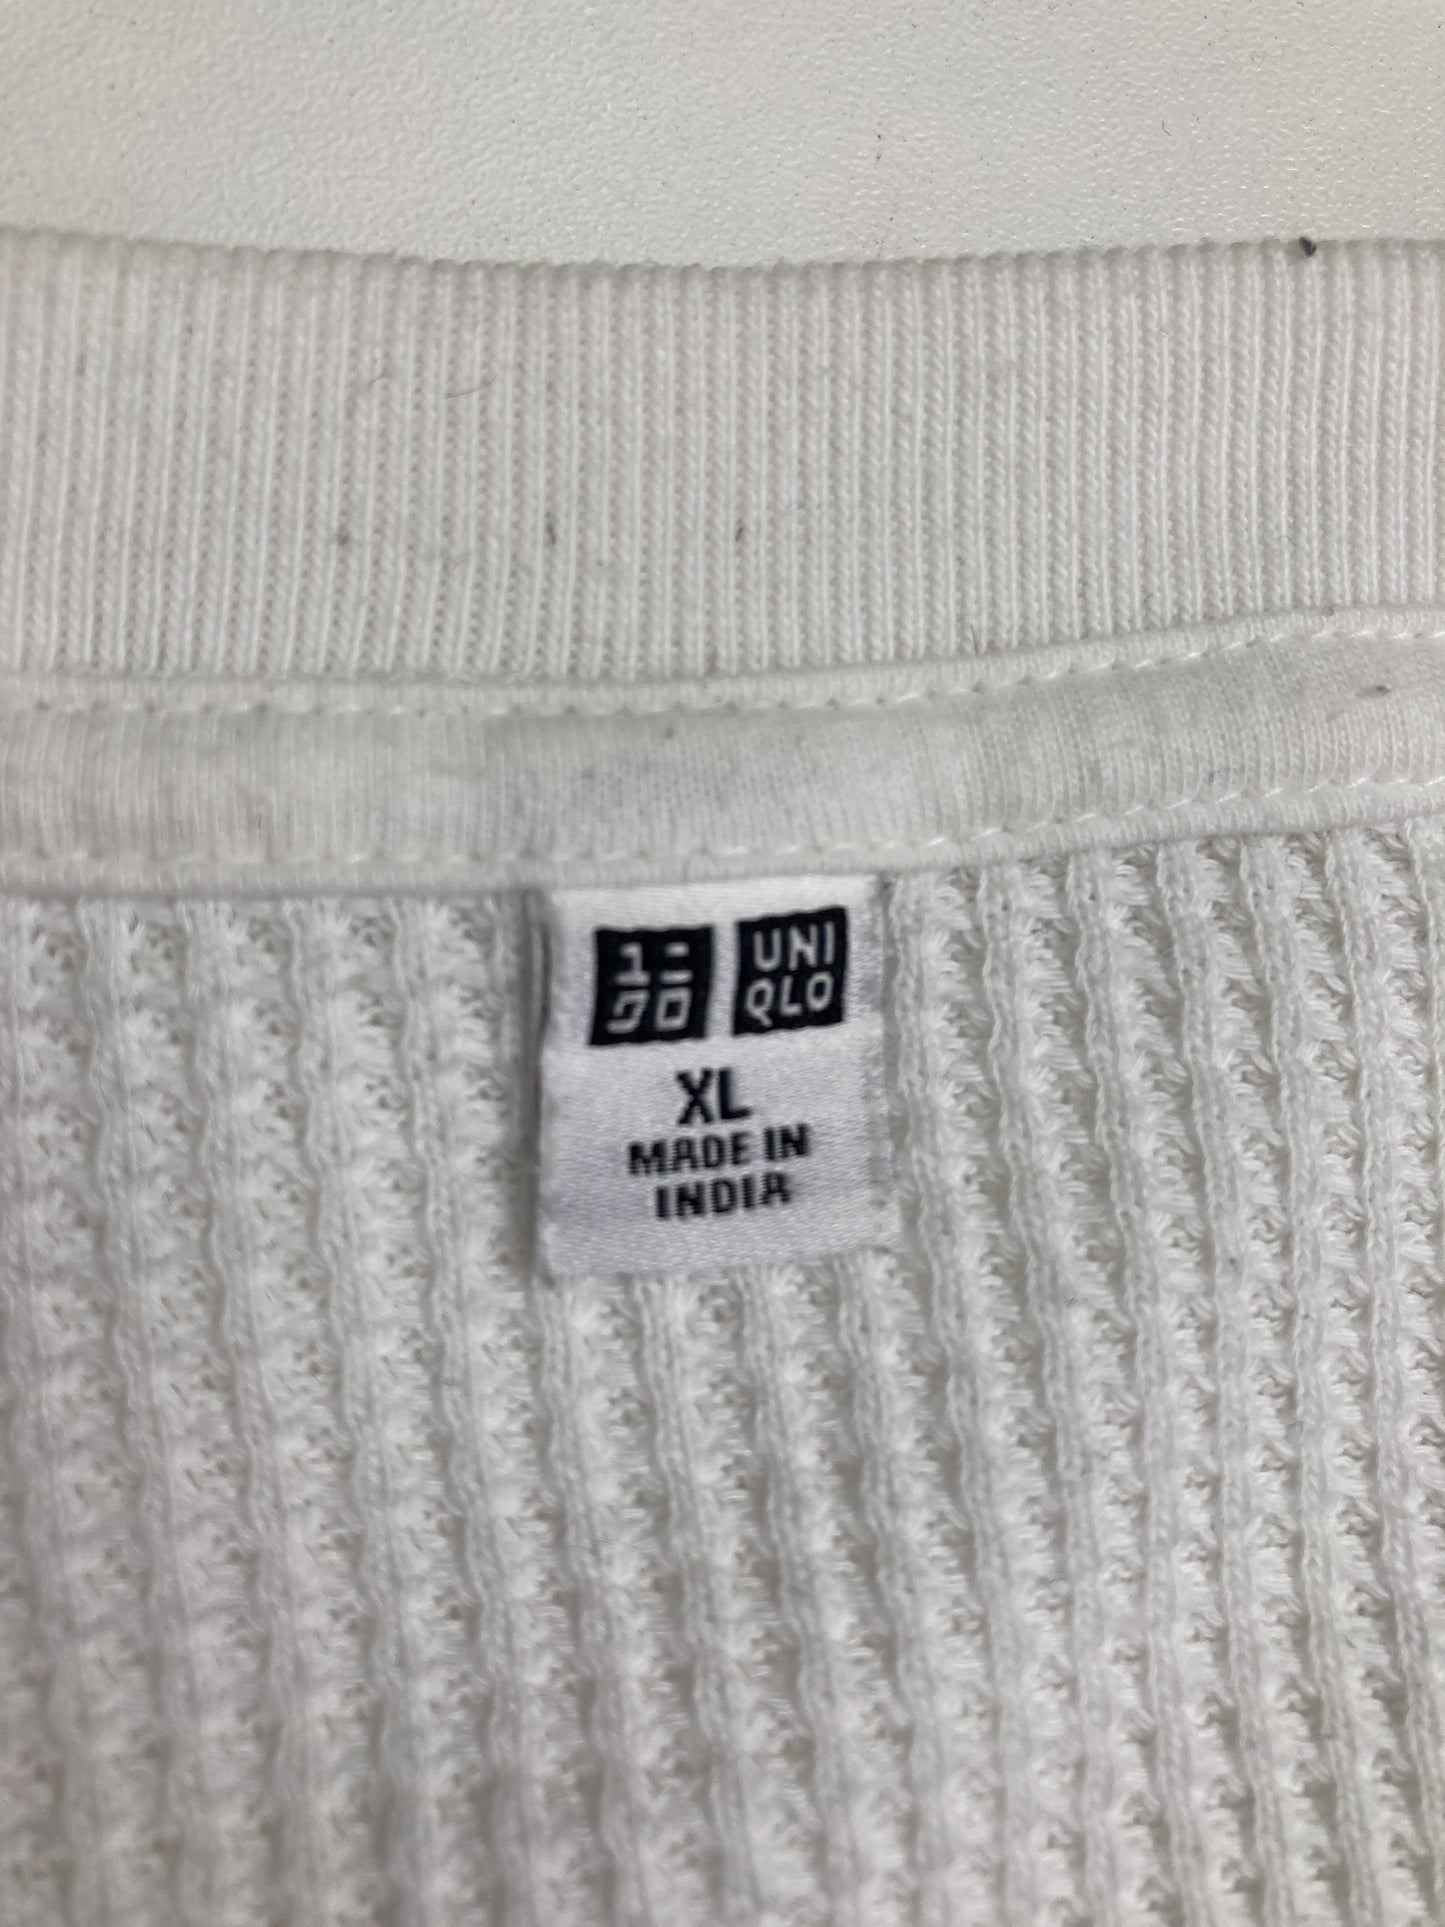 ユニ UNI
クロ QLO
XL
MADE IN
INDIA